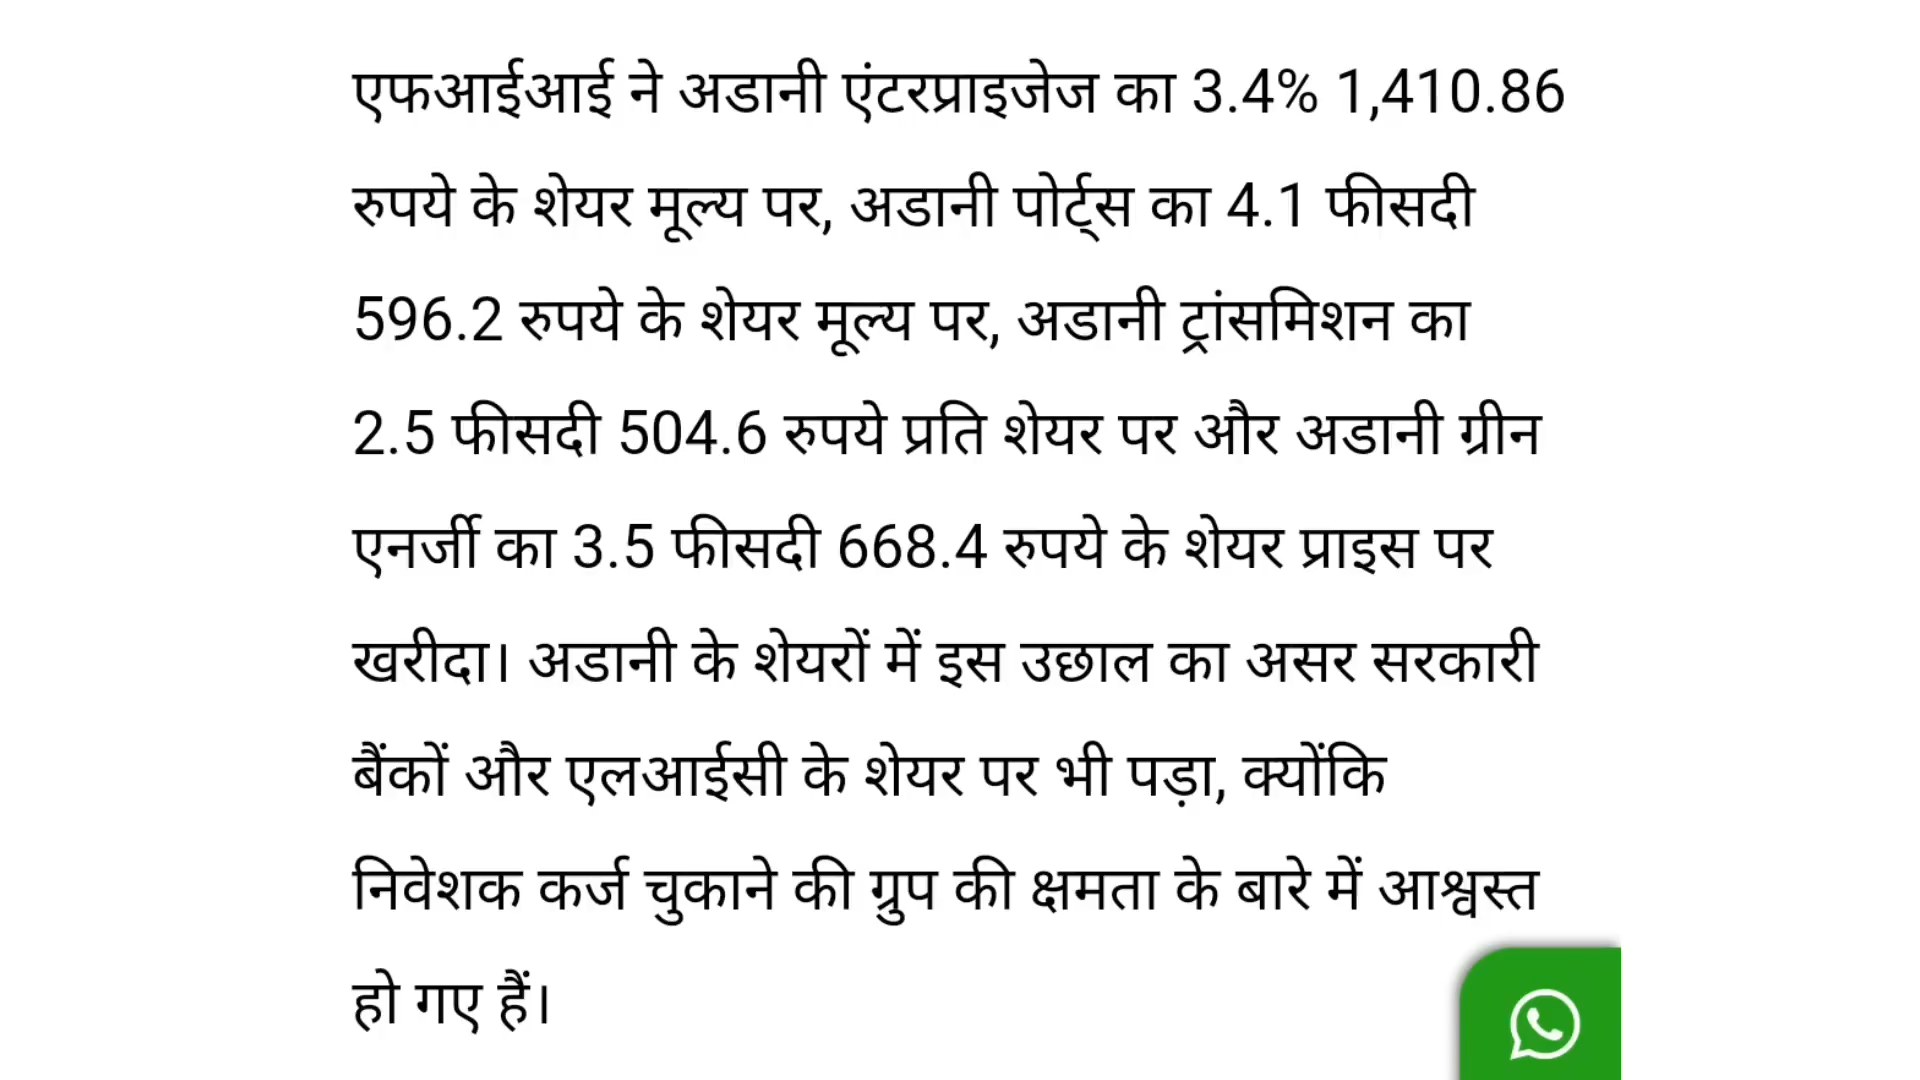 एफआईआई ने अडानी एंटरप्राइजेज का 3.4% 1,410.86
रुपये के शेयर मूल्य पर, अडानी पोर्ट्स का 4.1 फीसदी
596.2 रुपये के शेयर मूल्य पर, अडानी ट्रांसमिशन का
2.5 फीसदी 504.6 रुपये प्रति शेयर पर और अडानी ग्रीन
एनर्जी का 3.5 फीसदी 668.4 रुपये के शेयर प्राइस पर
खरीदा। अडानी के शेयरों में इस उछाल का असर सरकारी
बैंकों और एलआईसी के शेयर पर भी पड़ा, क्योंकि
निवेशक कर्ज चुकाने की ग्रुप की क्षमता के बारे में आश्वस्त
हो गए हैं।